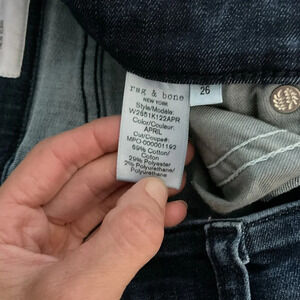 rag & bone
NEW YORK
26
Style/Modèle:
W2651K122APR
Color/Couleur:
APRIL
Cut/Coupe#:
MPO-000001192
69% Cotton/
Coton
29% Polyester
2% Polyurethane/
Polyuréthane